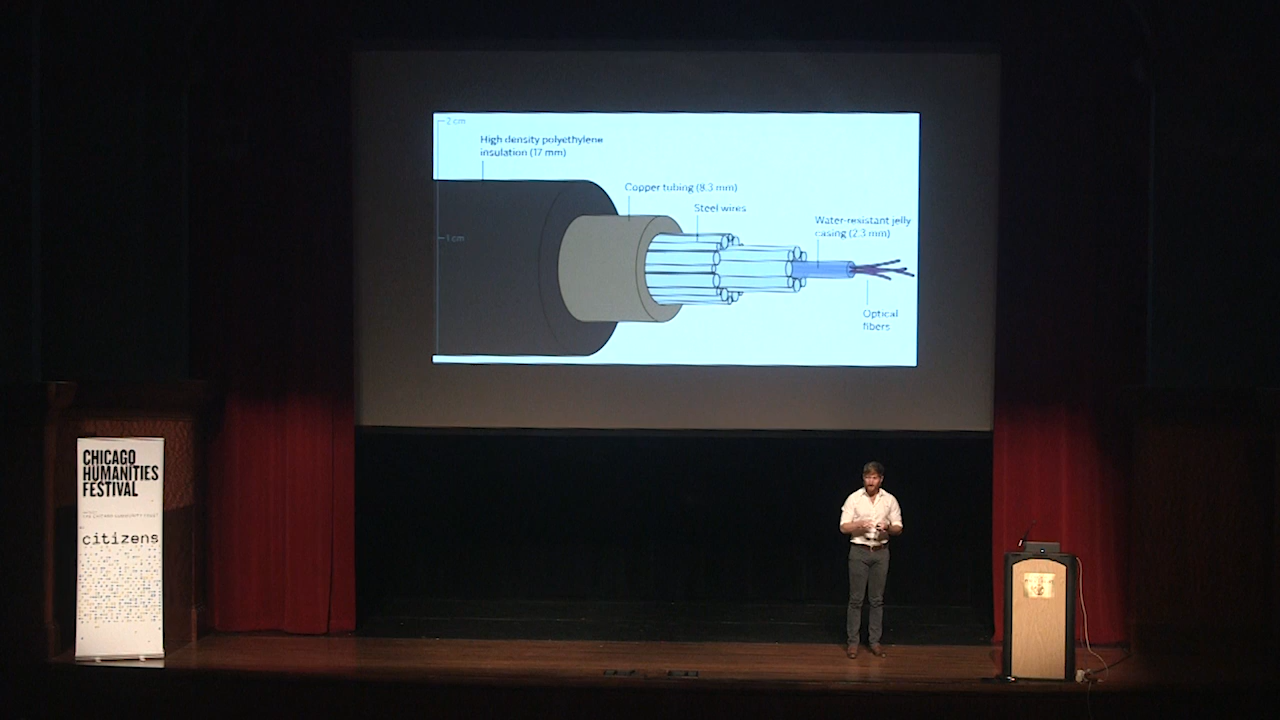 2 cm
High density polyethylene
insulation (17 mm)
Copper tubing (8.3 mm)
Steel wires
Water-resistant jelly
casing (2.3 mm)
1 cm
Optical
fibers
CHICAGO
HUMANITIES
FESTIVAL
citizens